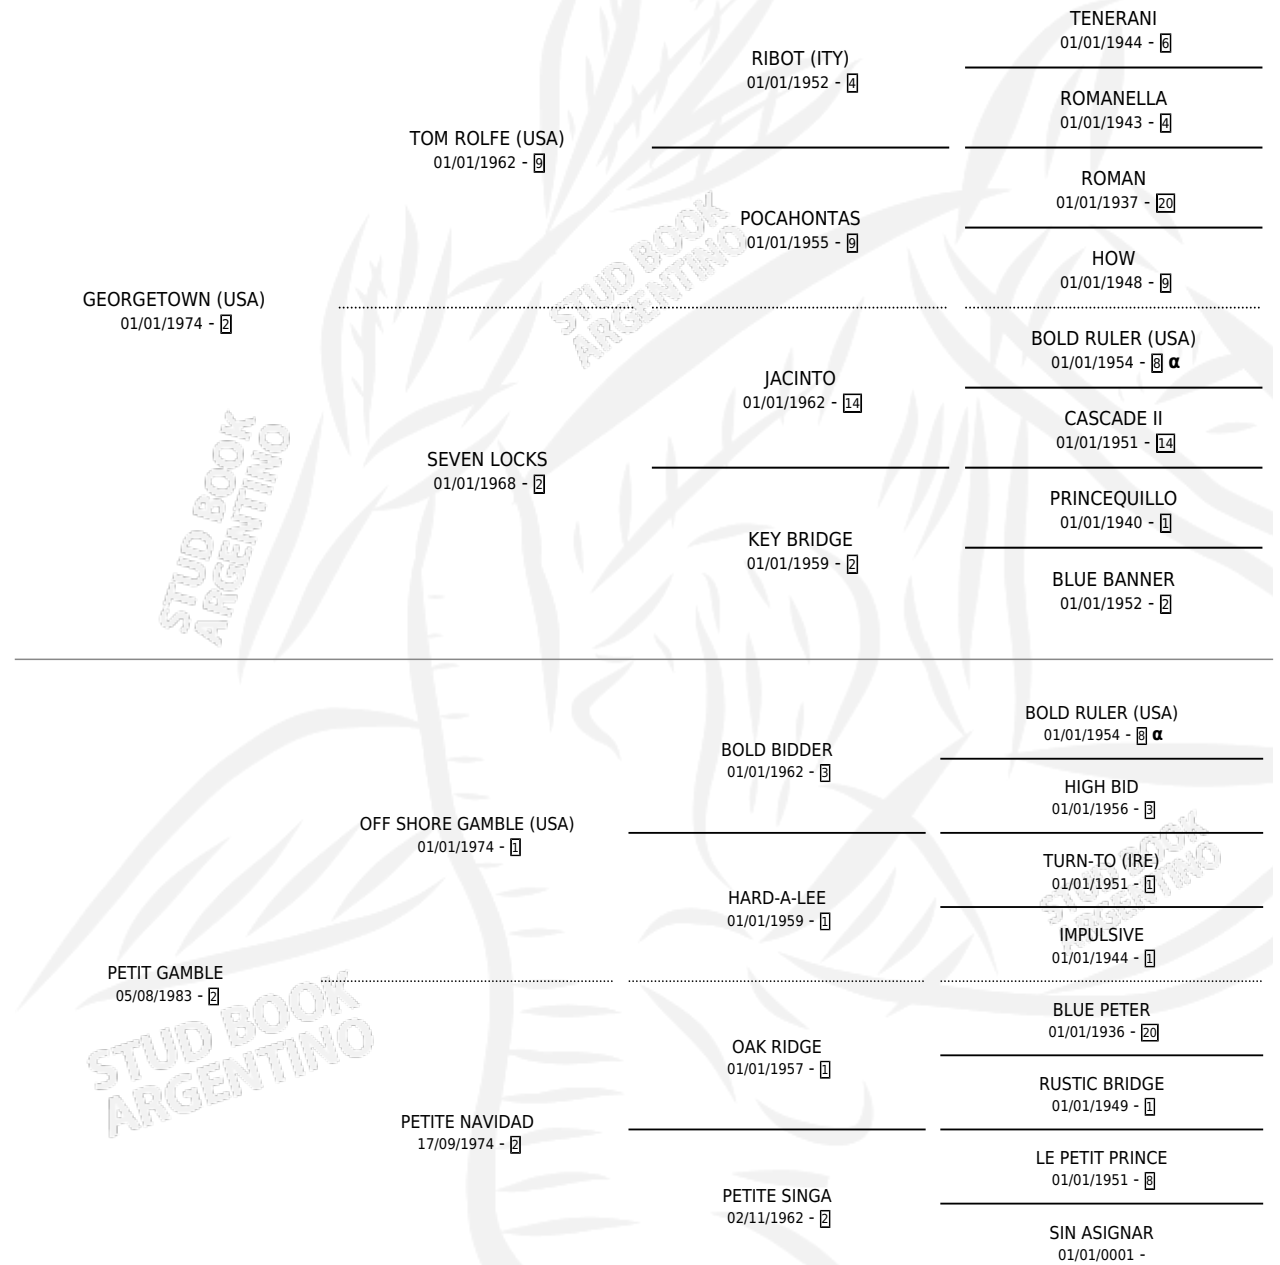 TENERANI
01/01/1944 - 6
RIBOT (ITY)
01/01/1952 - 4
ROMANELLA
01/01/1943 - 4
TOM ROLFE (USA)
01/01/1962 - 9
ROMAN
01/01/1937 - 20
POCAHONTAS
01/01/1955 - 9
HOW
01/01/1948 - 9
GEORGETOWN (USA)
01/01/1974 - 2
BOLD RULER (USA)
01/01/1954 - 8 α
JACINTO
01/01/1962 - 14
CASCADE II
01/01/1951 - 14
SEVEN LOCKS
01/01/1968 - 2
PRINCEQUILLO
01/01/1940 - 1
KEY BRIDGE
01/01/1959 - 2
BLUE BANNER
01/01/1952 - 2
BOLD RULER (USA)
01/01/1954 - 8 α
BOLD BIDDER
01/01/1962 - 3
HIGH BID
01/01/1956 - 3
OFF SHORE GAMBLE (USA)
01/01/1974 - 1
TURN-TO (IRE)
01/01/1951 - 1
HARD-A-LEE
01/01/1959 - 1
IMPULSIVE
01/01/1944 - 1
PETIT GAMBLE
05/08/1983 - 2
BLUE PETER
01/01/1936 - 20
OAK RIDGE
01/01/1957 - 1
RUSTIC BRIDGE
01/01/1949 - 1
PETITE NAVIDAD
17/09/1974 - 2
LE PETIT PRINCE
01/01/1951 - 8
PETITE SINGA
02/11/1962 - 2
SIN ASIGNAR
01/01/0001 -
STUD BOOK
ARGENTINO
STUD BOOK
ARGENTINO
STUD BOOK
ARGENTINO
STUD BOOK
ARGENTINO